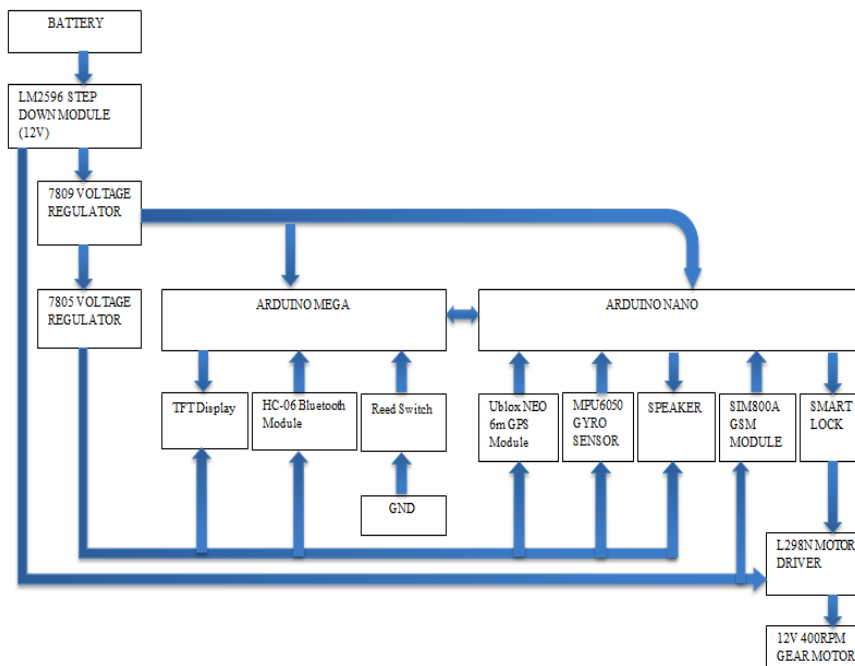 BATTERY
LM2596 STEP
DOWN MODULE
(12V)
7809 VOLTAGE
REGULATOR
7805 VOLTAGE
REGULATOR
ARDUINO MEGA
ARDUINO NANO
TFT Display
HC-06 Bluetooth
Module
Reed Switch
Ublox NEO
6m GPS
Module
MPU6050
GYRO
SENSOR
SPEAKER
SIM800A
GSM
MODULE
SMART
LOCK
GND
L298N MOTOR
DRIVER
12V 400RPM
GEAR MOTOR